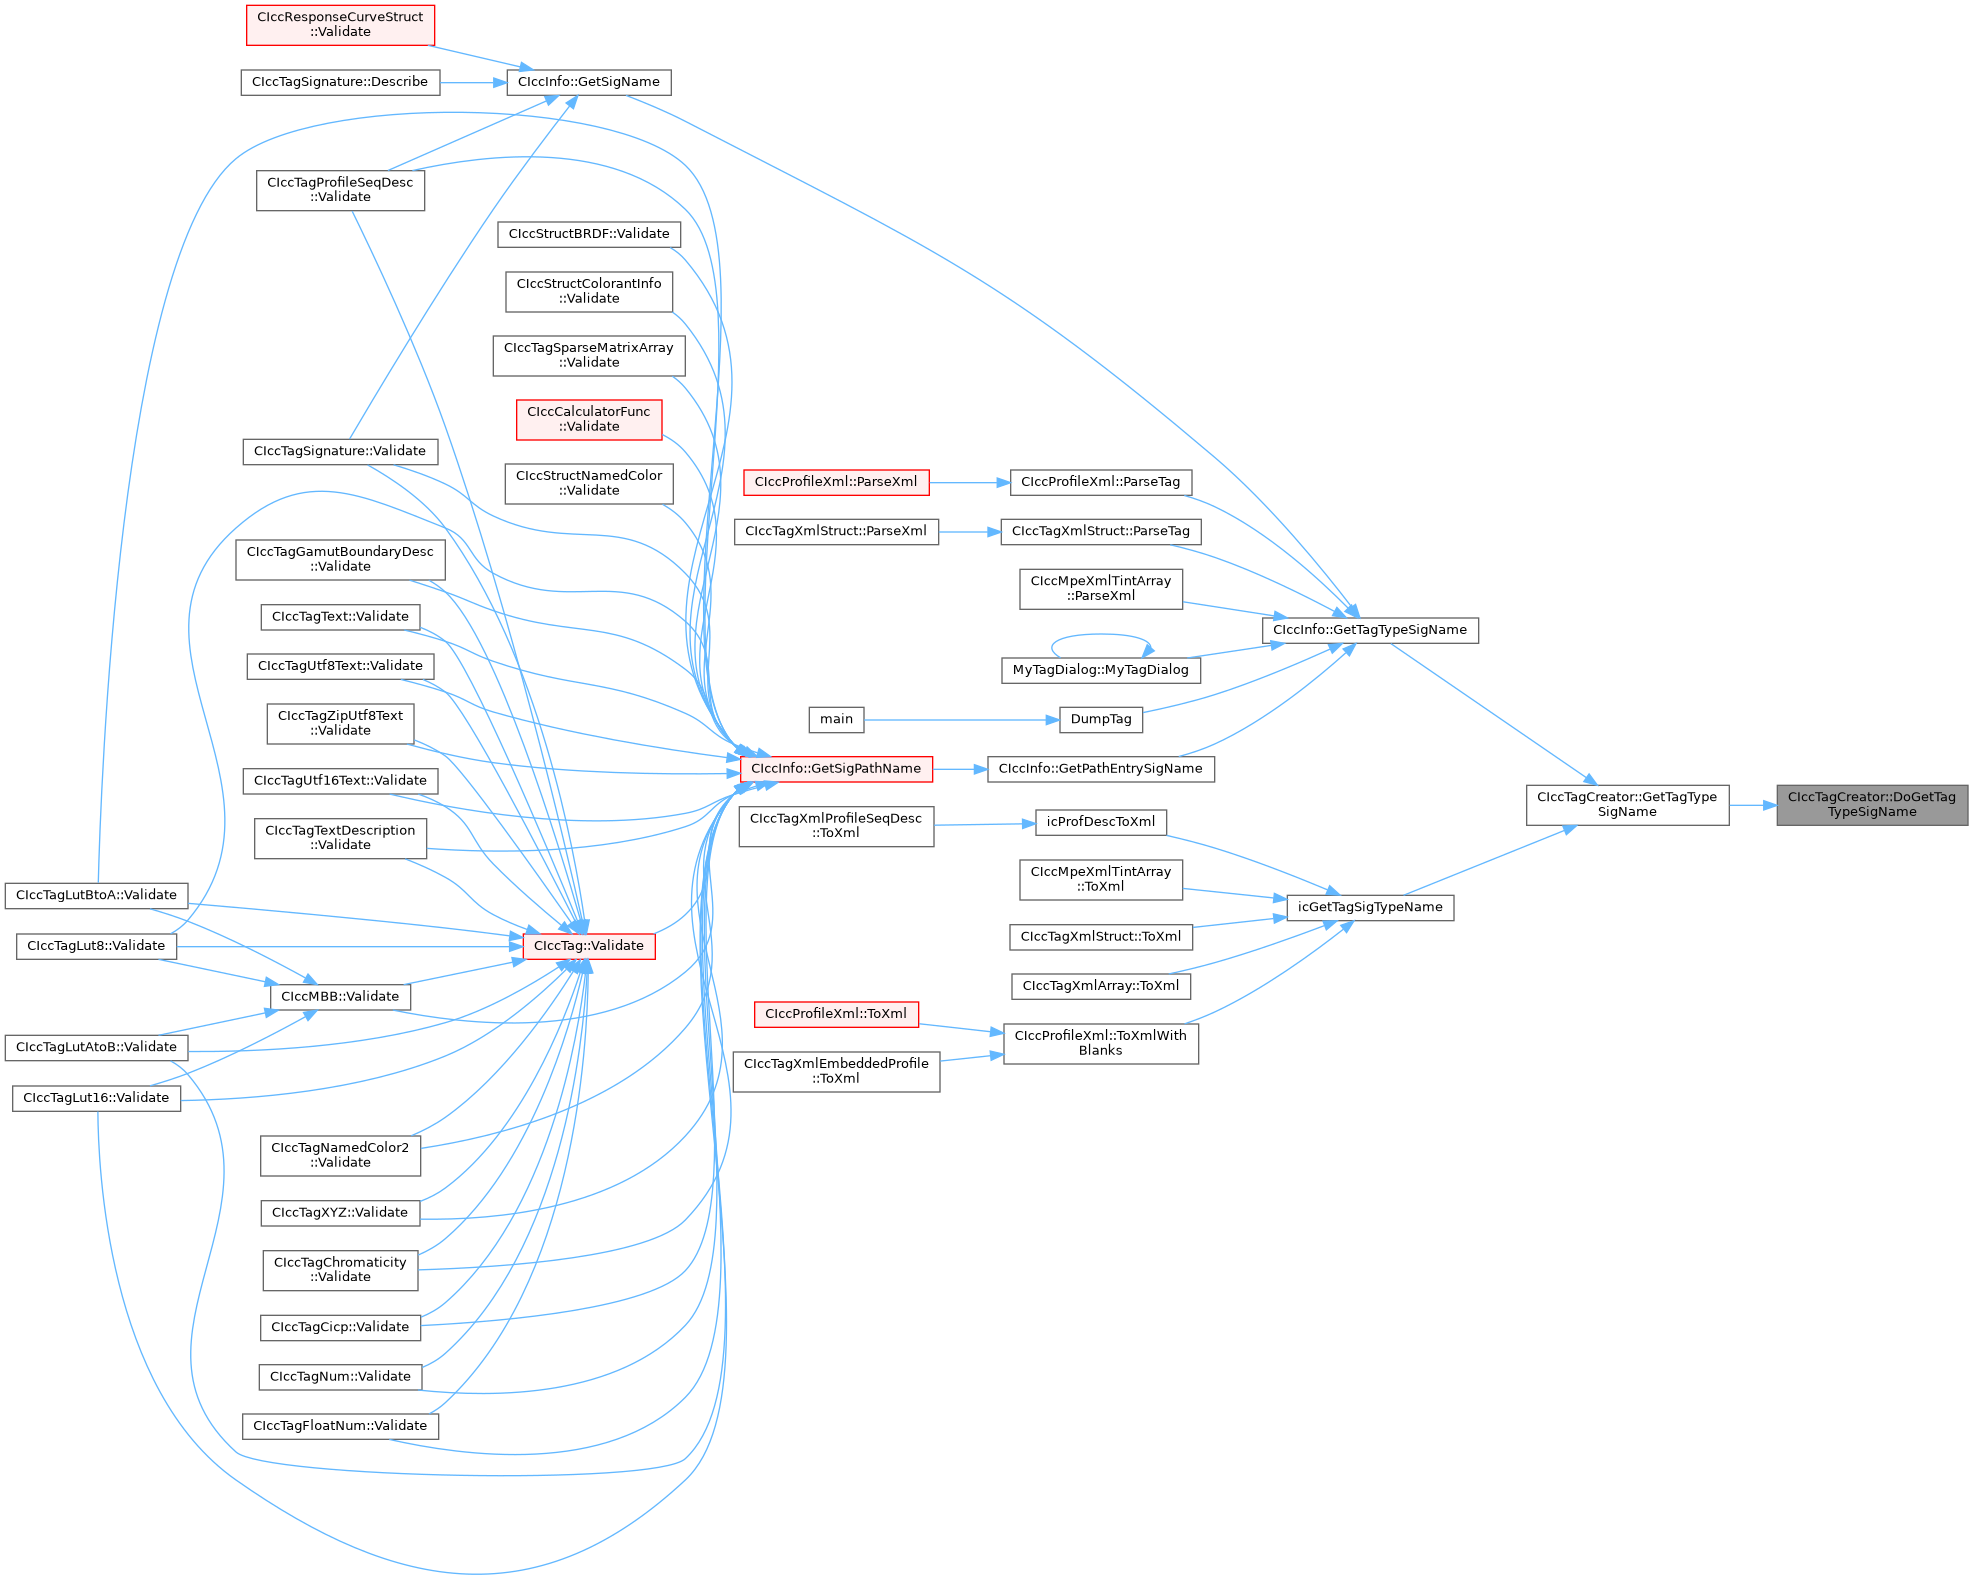 CIccResponseCurveStruct
::Validate
CIccTagSignature::Describe
CIccInfo::GetSigName
CIccTagProfileSeqDesc
::Validate
CIccStructBRDF::Validate
CIccStructColorantInfo
::Validate
CIccTagSparseMatrixArray
::Validate
CIccCalculatorFunc
::Validate
CIccTagSignature::Validate
CIccStructNamedColor
::Validate
CIccProfileXml::ParseXml
CIccProfileXml::ParseTag
CIccTagXmlStruct::ParseXml
CIccTagXmlStruct::ParseTag
CIccTagGamutBoundaryDesc
::Validate
CIccMpeXmlTintArray
::ParseXml
CIccTagText::Validate
CIccInfo::GetTagTypeSigName
CIccTagUtf8Text::Validate
MyTagDialog::MyTagDialog
CIccTagZipUtf8Text
::Validate
main
DumpTag
CIccTagUtf16Text::Validate
CIccInfo::GetSigPathName
CIccInfo::GetPathEntrySigName
CIccTagCreator::GetTagType
SigName
CIccTagCreator::DoGetTag
TypeSigName
CIccTagTextDescription
::Validate
CIccTagXmlProfileSeqDesc
::ToXml
icProfDescToXml
CIccTagLutBtoA::Validate
CIccMpeXmlTintArray
::ToXml
icGetTagSigTypeName
CIccTagLut8::Validate
CIccTag::Validate
CIccTagXmlStruct::ToXml
CIccMBB::Validate
CIccTagXmlArray::ToXml
CIccProfileXml::ToXml
CIccProfileXml::ToXmlWith
Blanks
CIccTagLutAtoB::Validate
CIccTagXmlEmbeddedProfile
::ToXml
CIccTagLut16::Validate
CIccTagNamedColor2
::Validate
CIccTagXYZ::Validate
CIccTagChromaticity
::Validate
CIccTagCicp::Validate
CIccTagNum::Validate
CIccTagFloatNum::Validate